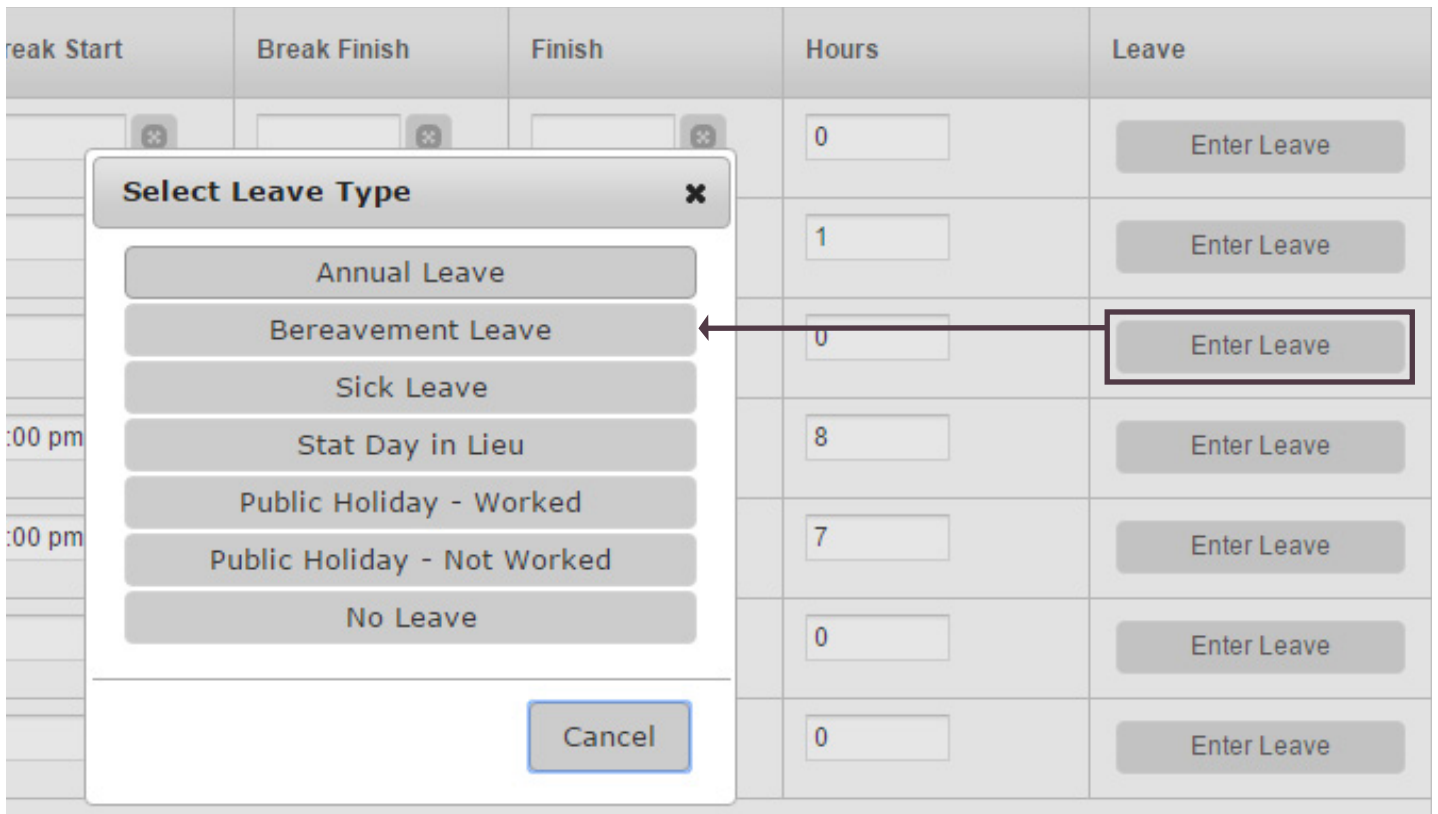 reak Start Break Finish Finish Hours Leave
0 Enter Leave
Select Leave Type
1 Enter Leave
Annual Leave
Bereavement Leave
0 Enter Leave
Sick Leave
:00 pm 8 Enter Leave
Stat Day in Lieu
Public Holiday - Worked
:00 pm 7 Enter Leave
Public Holiday - Not Worked
No Leave
0 Enter Leave
Cancel
0 Enter Leave